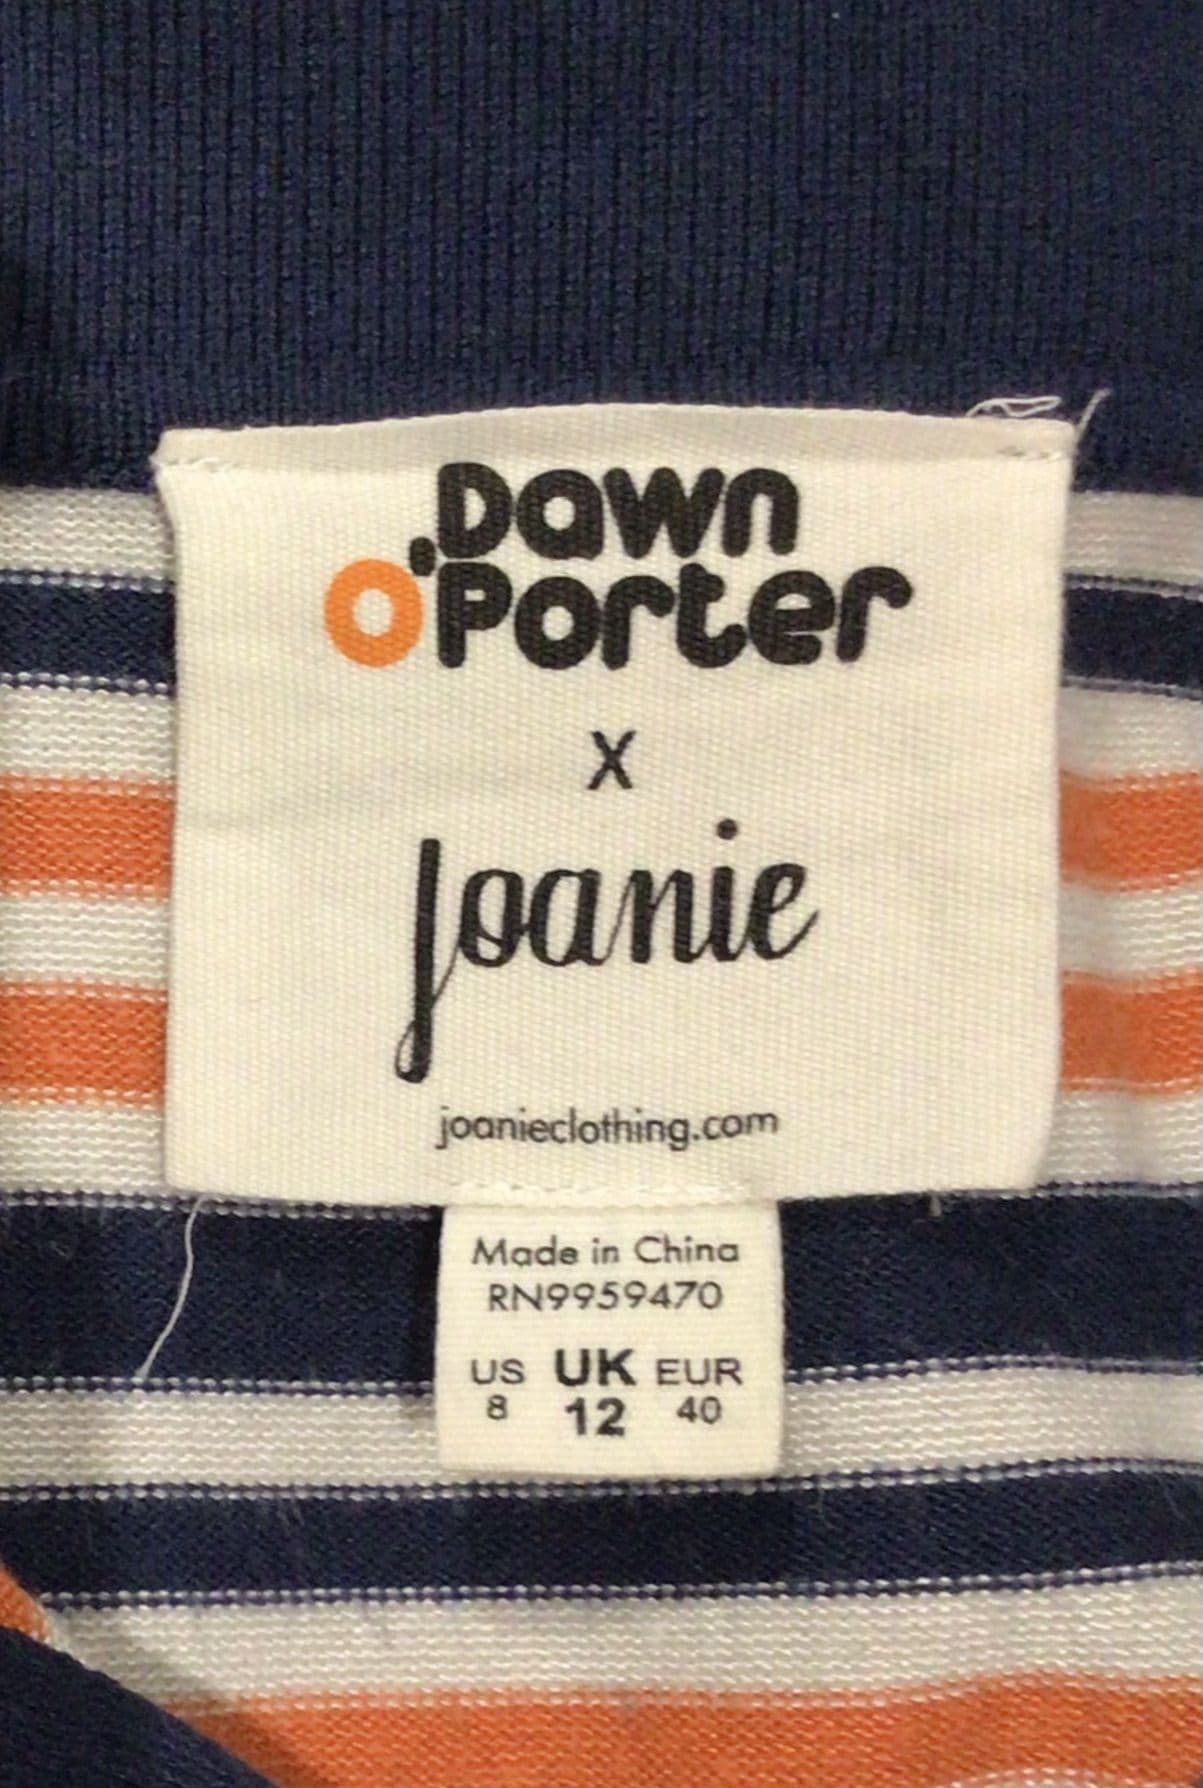 Dawn
O'Porter
x
Joanie
joanieclothing.com
Made in China
RN9959470
US UK EUR
8 12 40